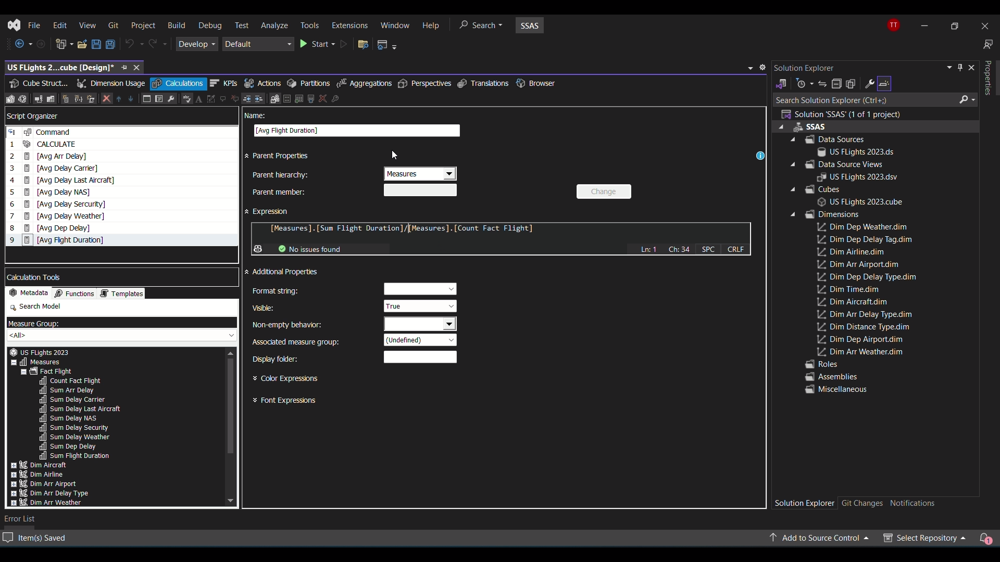 File Edit View Git Project Build Debug Test Analyze Tools Extensions Window Help Search SSAS TT
Develop Default Start
US FLights 2...cube [Design]*
Cube Struct... Dimension Usage Calculations KPIs Actions Partitions Aggregations Perspectives Translations Browser
Script Organizer
Command
1 CALCULATE
2 [Avg Arr Delay]
3 [Avg Delay Carrier]
4 [Avg Delay Last Aircraft]
5 [Avg Delay NAS]
6 [Avg Delay Sercurity]
7 [Avg Delay Weather]
8 [Avg Dep Delay]
9 [Avg Flight Duration]
Calculation Tools
Metadata Functions Templates
Search Model
Measure Group:
<All>
US FLights 2023
Measures
Fact Flight
Count Fact Flight
Sum Arr Delay
Sum Delay Carrier
Sum Delay Last Aircraft
Sum Delay NAS
Sum Delay Security
Sum Delay Weather
Sum Dep Delay
Sum Flight Duration
Dim Aircraft
Dim Airline
Dim Arr Airport
Dim Arr Delay Type
Dim Arr Weather
Name:
[Avg Flight Duration]
Parent Properties
Parent hierarchy: Measures
Parent member: Change
Expression
[Measures].[Sum Flight Duration]/[Measures].[Count Fact Flight]
No issues found Ln: 1 Ch: 34 SPC CRLF
Additional Properties
Format string:
Visible: True
Non-empty behavior:
Associated measure group: (Undefined)
Display folder:
Color Expressions
Font Expressions
Solution Explorer
Search Solution Explorer (Ctrl+;)
Solution 'SSAS' (1 of 1 project)
SSAS
Data Sources
US FLights 2023.ds
Data Source Views
US FLights 2023.dsv
Cubes
US FLights 2023.cube
Dimensions
Dim Dep Weather.dim
Dim Dep Delay Tag.dim
Dim Airline.dim
Dim Arr Airport.dim
Dim Dep Delay Type.dim
Dim Time.dim
Dim Aircraft.dim
Dim Arr Delay Type.dim
Dim Distance Type.dim
Dim Dep Airport.dim
Dim Arr Weather.dim
Roles
Assemblies
Miscellaneous
Solution Explorer Git Changes Notifications
Properties
Error List
Item(s) Saved Add to Source Control Select Repository 1